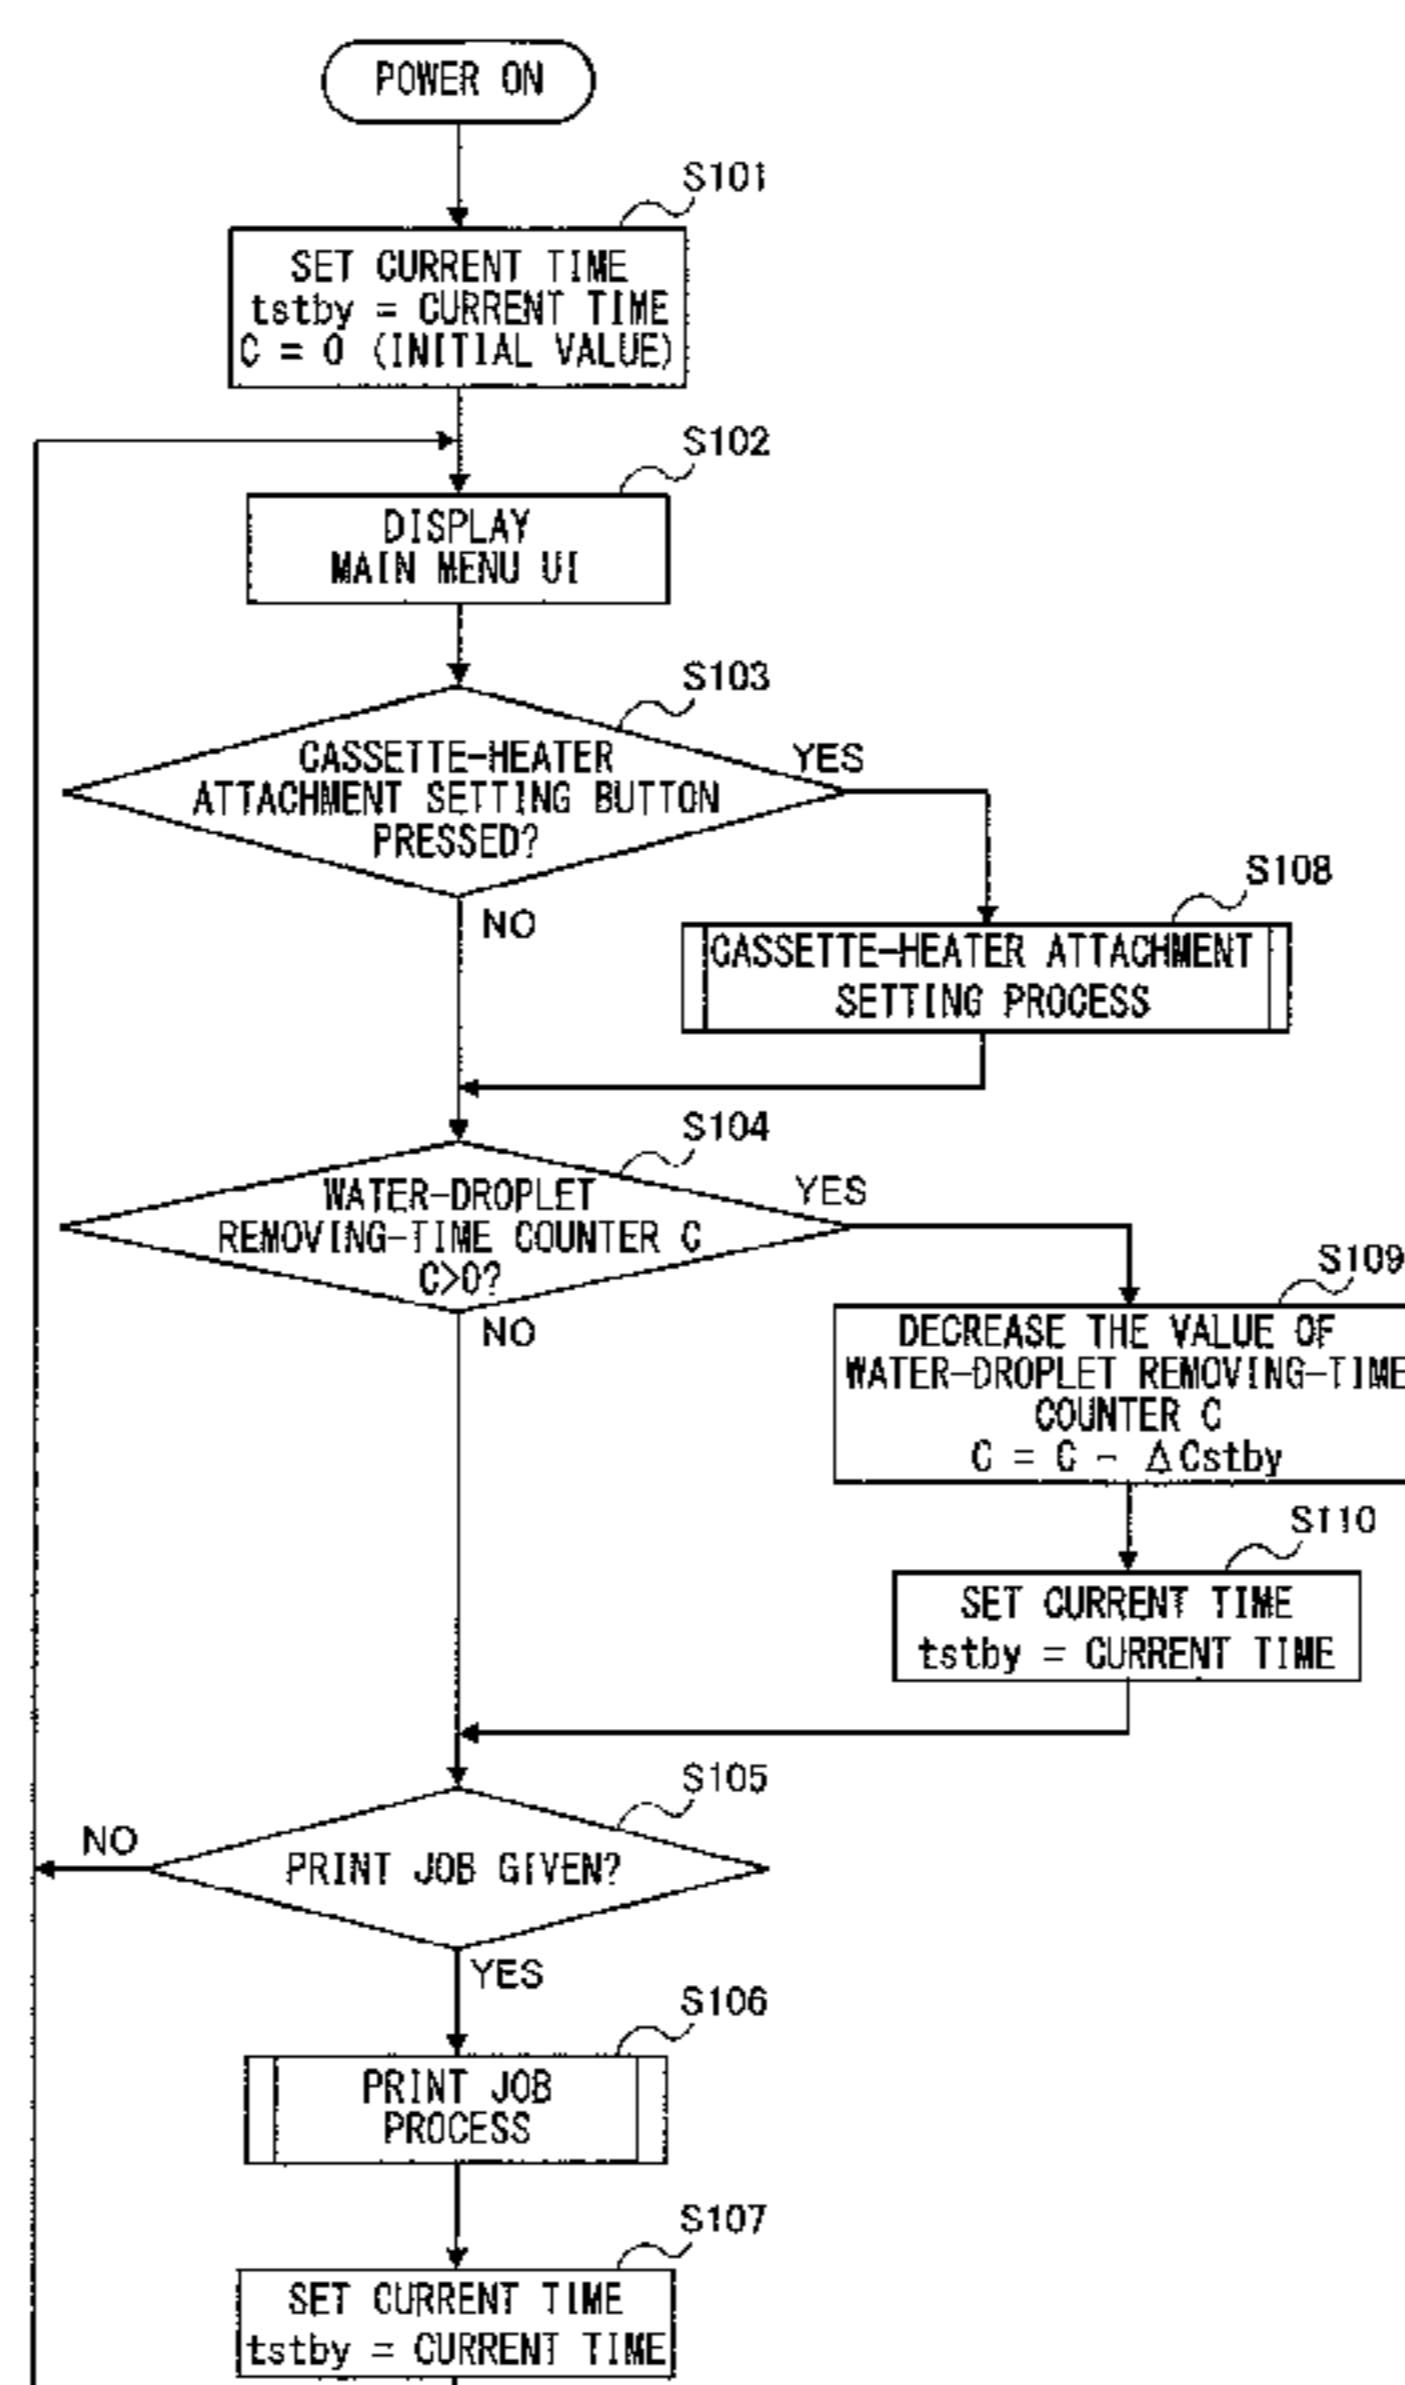 POWER ON
S101
SET CURRENT TIME
tstby = CURRENT TIME
C = 0 (INITIAL VALUE)
S102
DISPLAY
MAIN MENU UI
S103
CASSETTE-HEATER
ATTACHMENT SETTING BUTTON
PRESSED?
YES
NO
S108
CASSETTE-HEATER ATTACHMENT
SETTING PROCESS
S104
WATER-DROPLET
REMOVING-TIME COUNTER C
C>0?
YES
NO
S109
DECREASE THE VALUE OF
WATER-DROPLET REMOVING-TIME
COUNTER C
C = C - ΔCstby
S110
SET CURRENT TIME
tstby = CURRENT TIME
S105
PRINT JOB GIVEN?
NO
YES
S106
PRINT JOB
PROCESS
S107
SET CURRENT TIME
tstby = CURRENT TIME